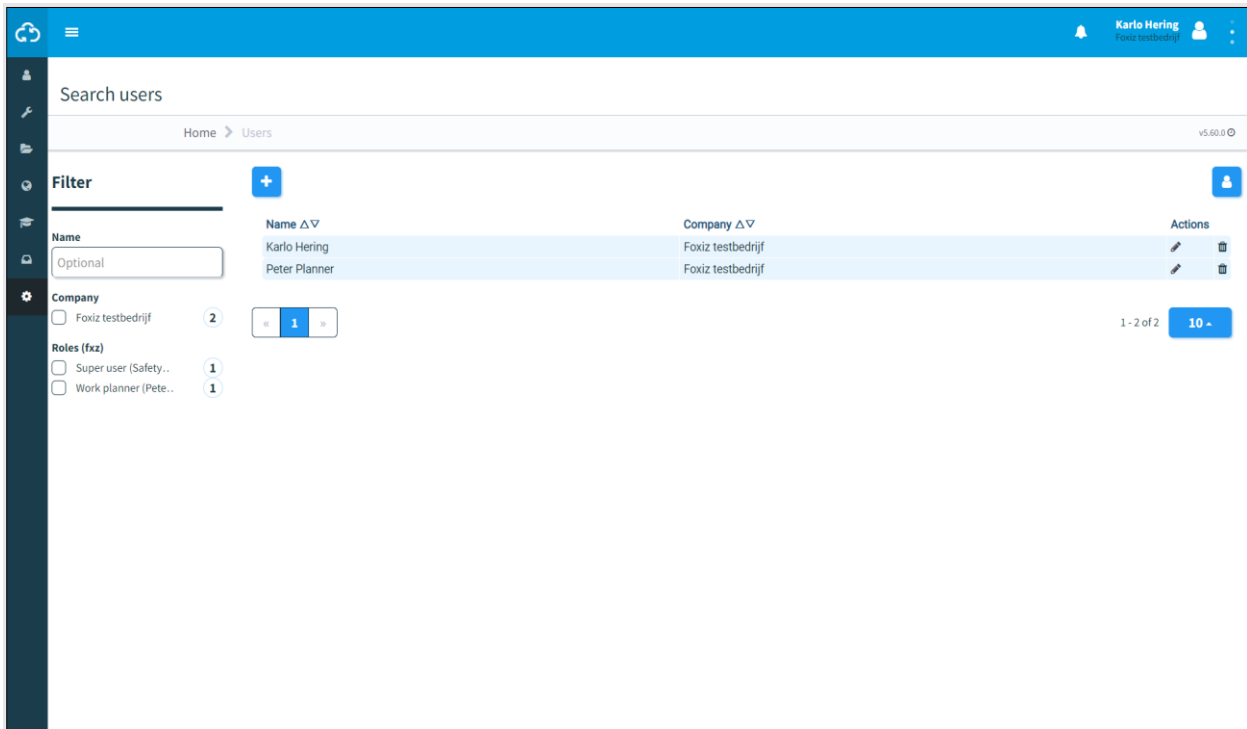 Karlo Hering
Foxiz testbedrijf
Search users
Home Users
v5.60.0
Filter
Name
Optional
Company
Foxiz testbedrijf 2
Roles (fxz)
Super user (Safety.. 1
Work planner (Pete.. 1
Name Company Actions
Karlo Hering Foxiz testbedrijf
Peter Planner Foxiz testbedrijf
« 1 »
1 - 2 of 2 10